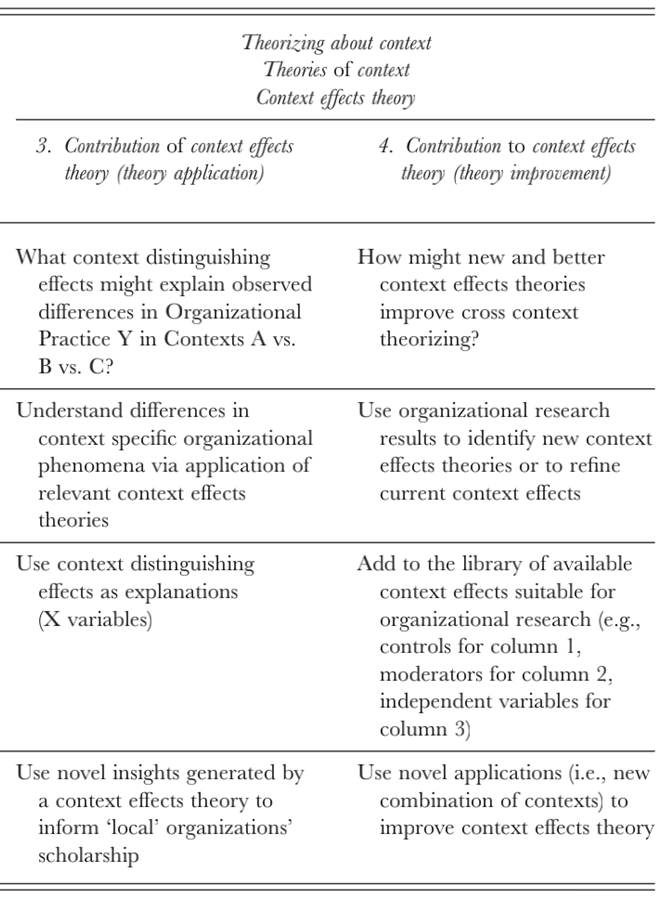 Theorizing about context
Theories of context
Context effects theory
3. Contribution of context effects
theory (theory application)
4. Contribution to context effects
theory (theory improvement)
What context distinguishing
effects might explain observed
differences in Organizational
Practice Y in Contexts A vs.
B vs. C?
How might new and better
context effects theories
improve cross context
theorizing?
Understand differences in
context specific organizational
phenomena via application of
relevant context effects
theories
Use organizational research
results to identify new context
effects theories or to refine
current context effects
Use context distinguishing
effects as explanations
(X variables)
Add to the library of available
context effects suitable for
organizational research (e.g.,
controls for column 1,
moderators for column 2,
independent variables for
column 3)
Use novel insights generated by
a context effects theory to
inform ‘local’ organizations’
scholarship
Use novel applications (i.e., new
combination of contexts) to
improve context effects theory